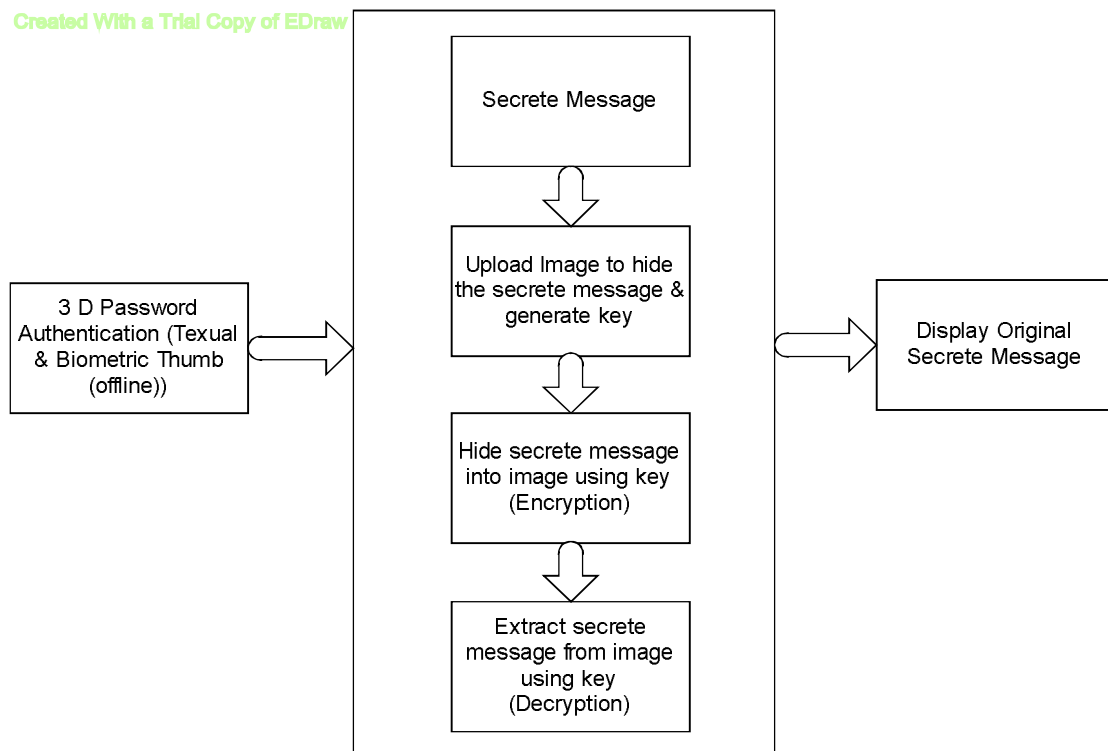 Created With a Trial Copy of EDraw
Secrete Message
Upload Image to hide
the secrete message &
generate key
3 D Password
Authentication (Texual
& Biometric Thumb
(offline))
Display Original
Secrete Message
Hide secrete message
into image using key
(Encryption)
Extract secrete
message from image
using key
(Decryption)